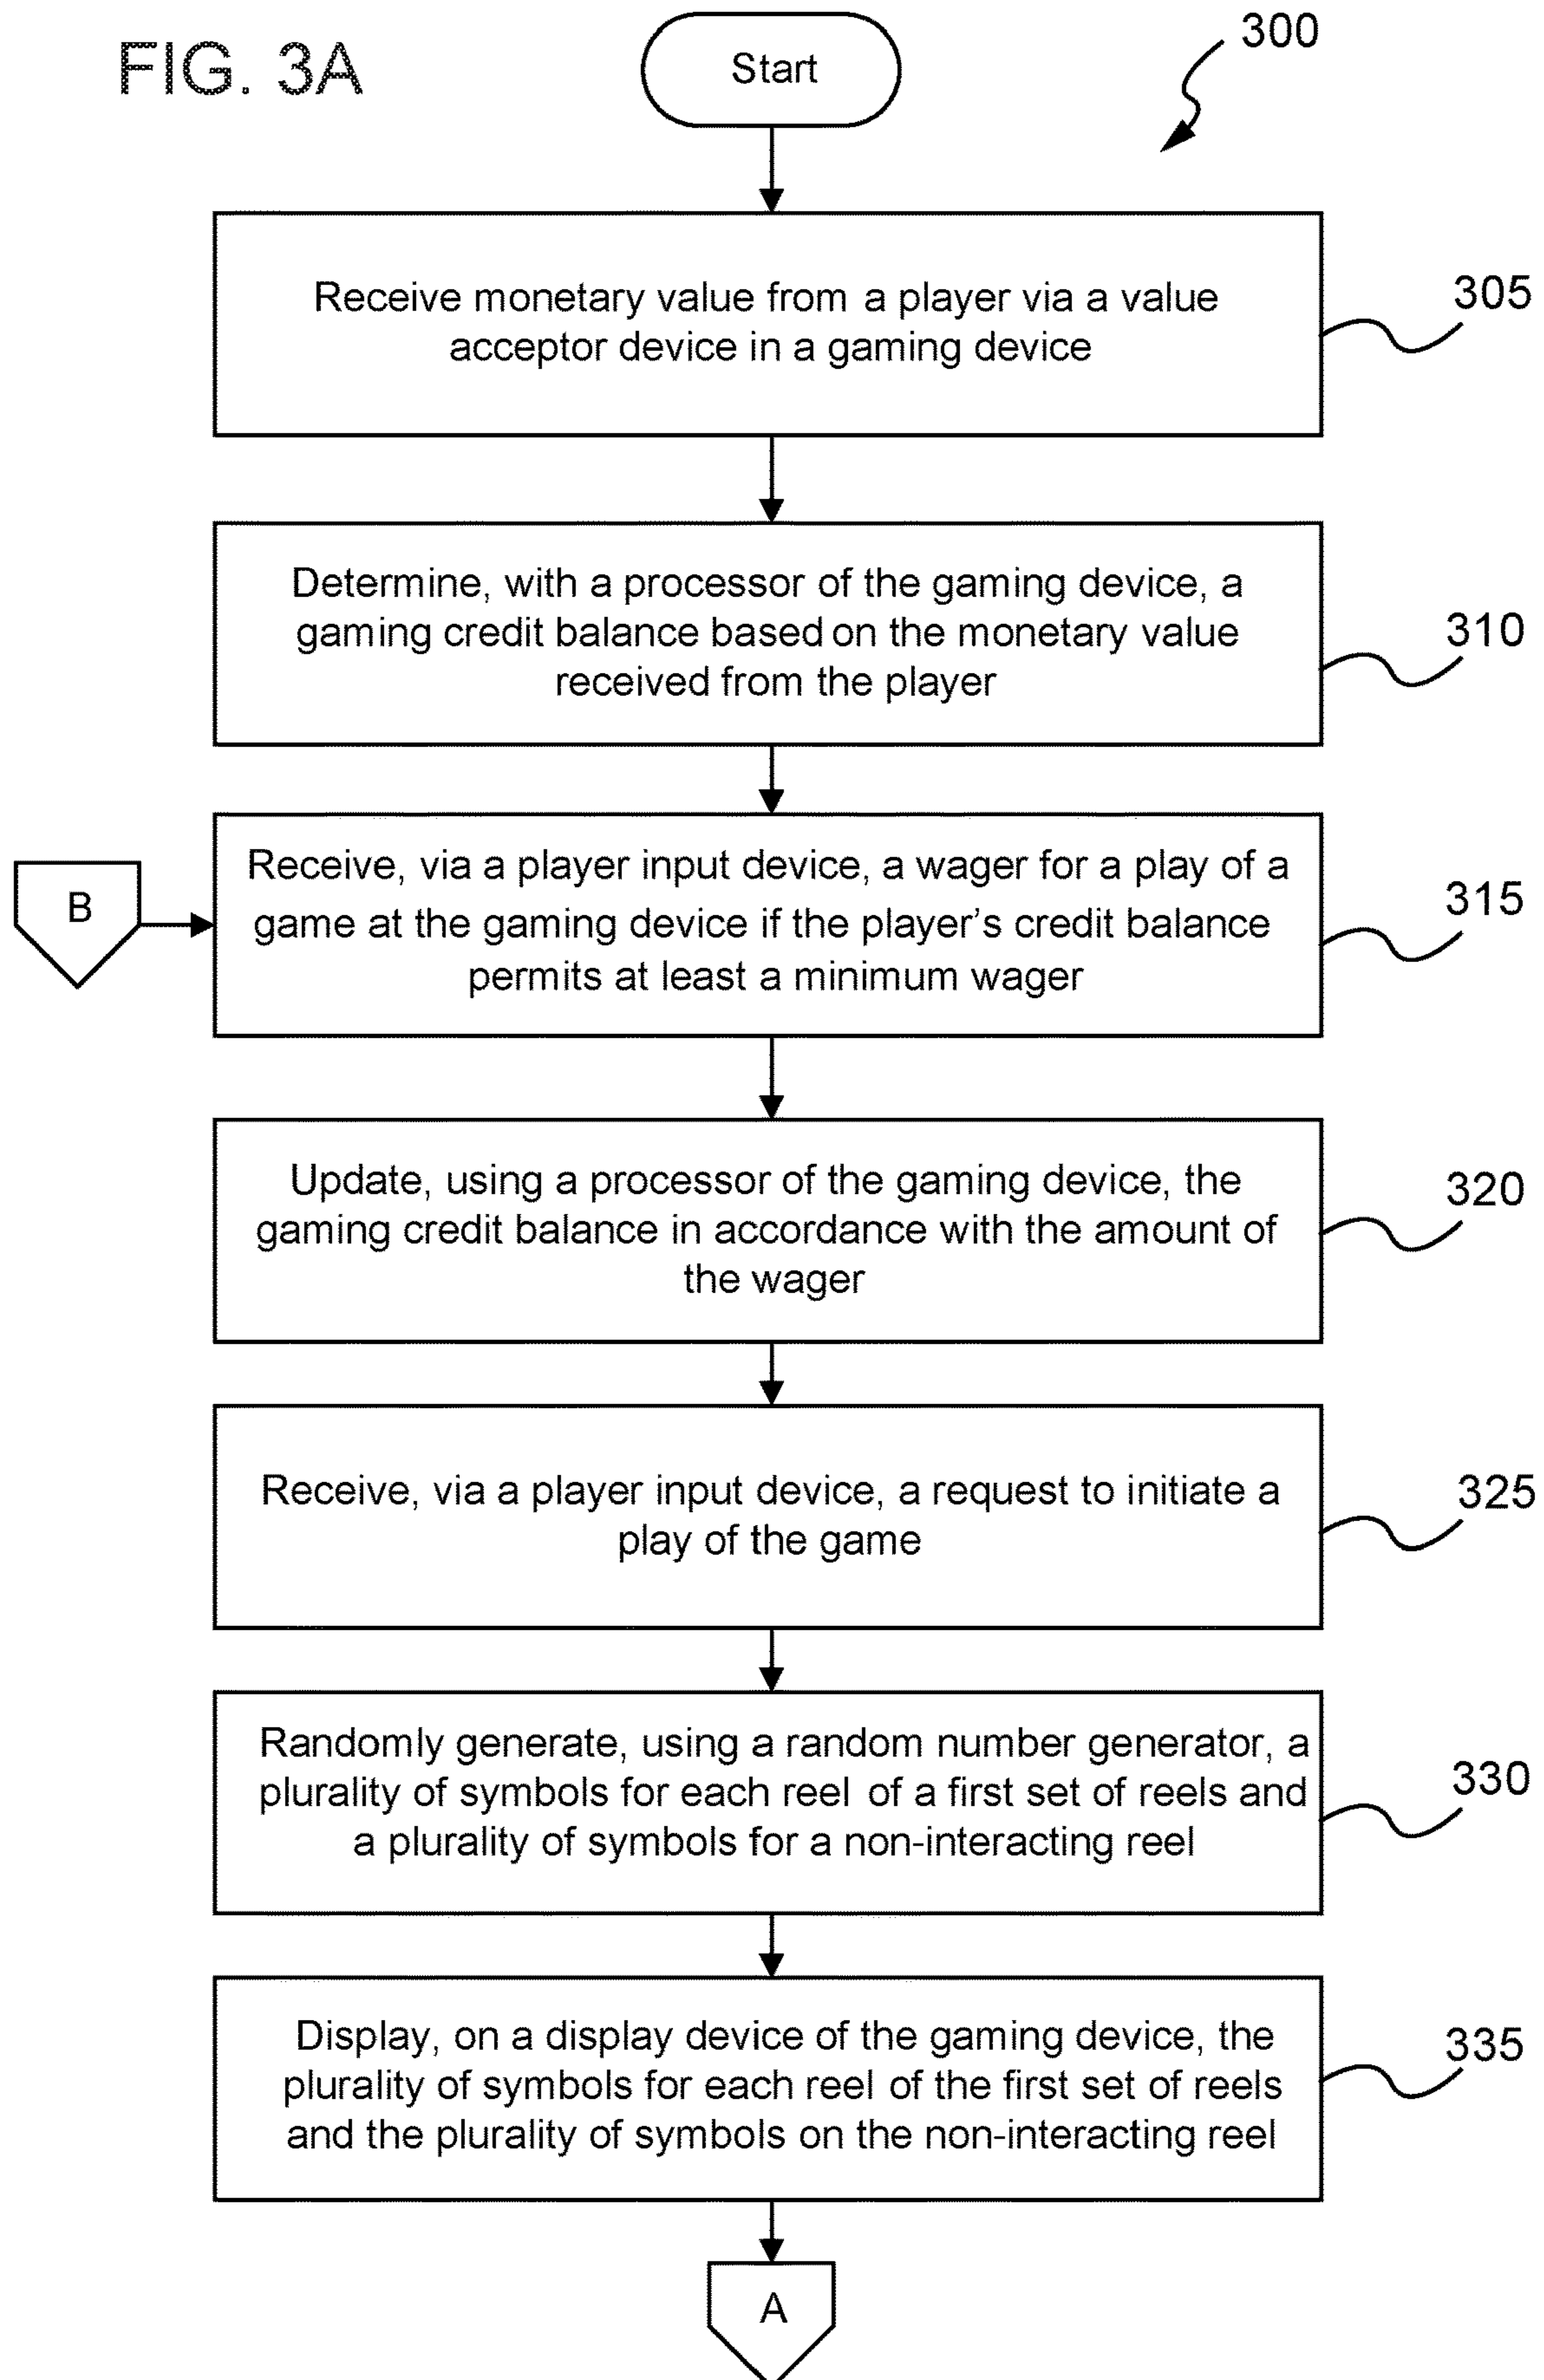 FIG. 3A
Start
300
Receive monetary value from a player via a value
acceptor device in a gaming device
305
Determine, with a processor of the gaming device, a
gaming credit balance based on the monetary value
received from the player
310
B
Receive, via a player input device, a wager for a play of a
game at the gaming device if the player’s credit balance
permits at least a minimum wager
315
Update, using a processor of the gaming device, the
gaming credit balance in accordance with the amount of
the wager
320
Receive, via a player input device, a request to initiate a
play of the game
325
Randomly generate, using a random number generator, a
plurality of symbols for each reel of a first set of reels and
a plurality of symbols for a non-interacting reel
330
Display, on a display device of the gaming device, the
plurality of symbols for each reel of the first set of reels
and the plurality of symbols on the non-interacting reel
335
A